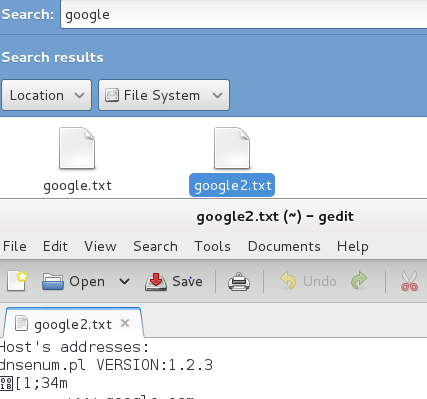 Search: google
Search results
Location File System
google.txt google2.txt
google2.txt (~) - gedit
File Edit View Search Tools Documents Help
Open Save Undo
google2.txt
Host's addresses:
dnsenum.pl VERSION:1.2.3
[1;34m